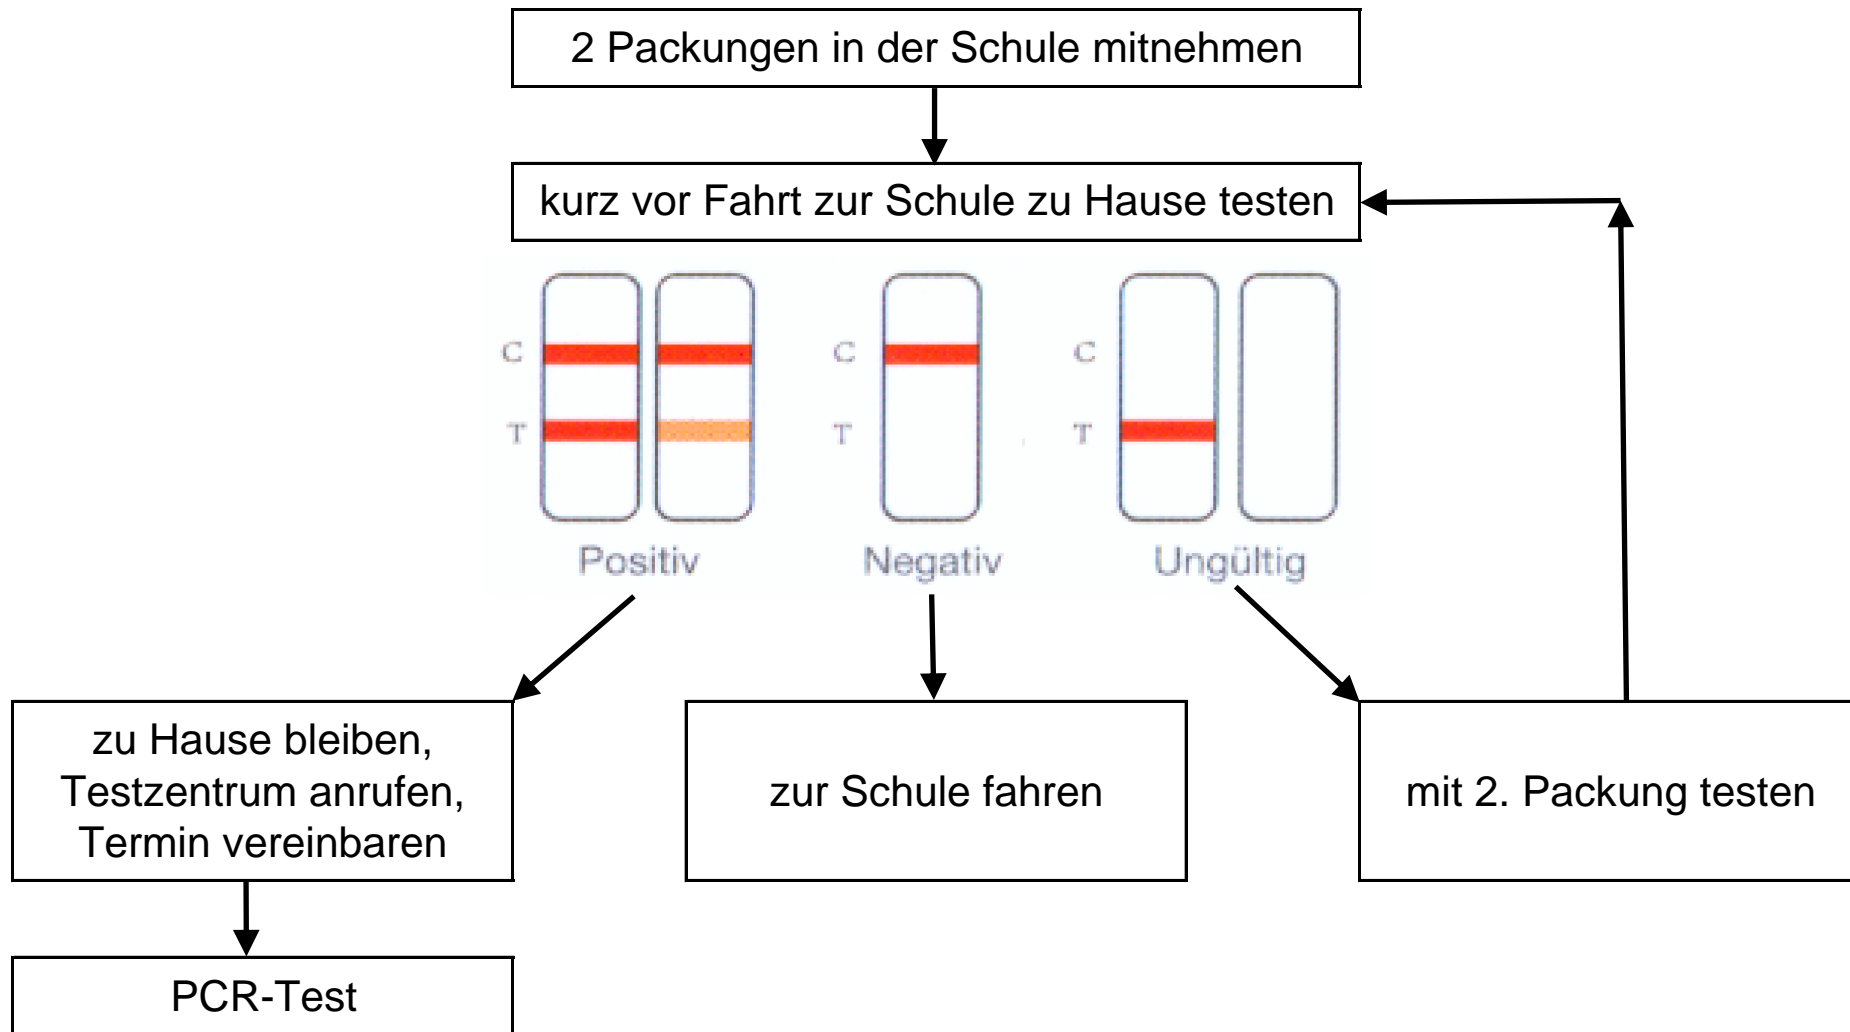 2 Packungen in der Schule mitnehmen
kurz vor Fahrt zur Schule zu Hause testen
C C C
T T T
Positiv Negativ Ungültig
zu Hause bleiben,
Testzentrum anrufen,
Termin vereinbaren
zur Schule fahren
mit 2. Packung testen
PCR-Test